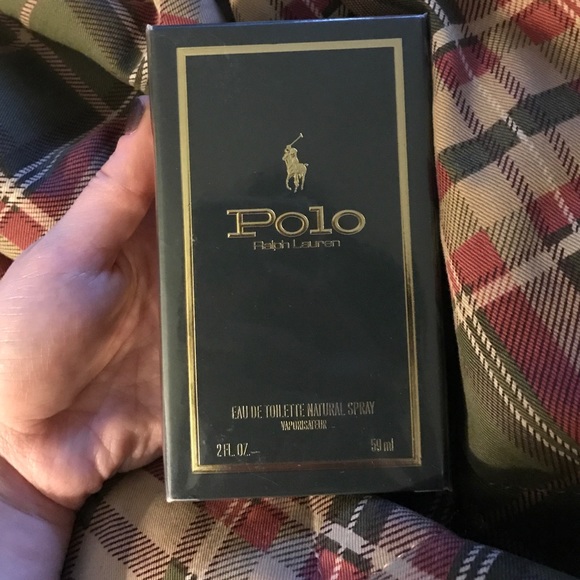 Polo
Ralph Lauren
EAU DE TOILETTE NATURAL SPRAY
VAPORISATEUR
2 FL. OZ. 59 ml